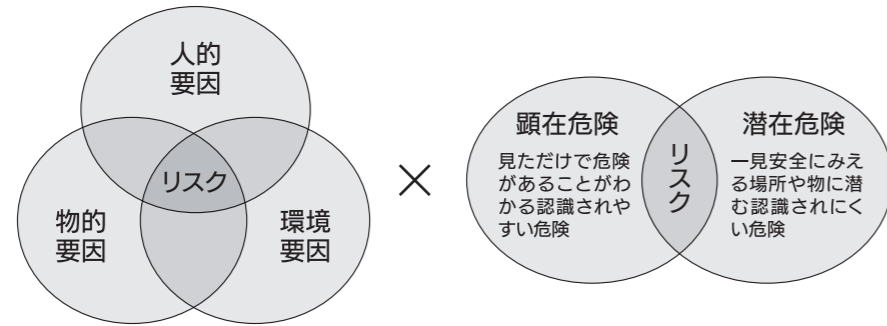 人的
要因
リスク
物的
要因
環境
要因
×
顕在危険
見ただけで危険
があることがわ
かる認識されや
すい危険
リスク
潜在危険
一見安全にみえ
る場所や物に潜
む認識されにく
い危険